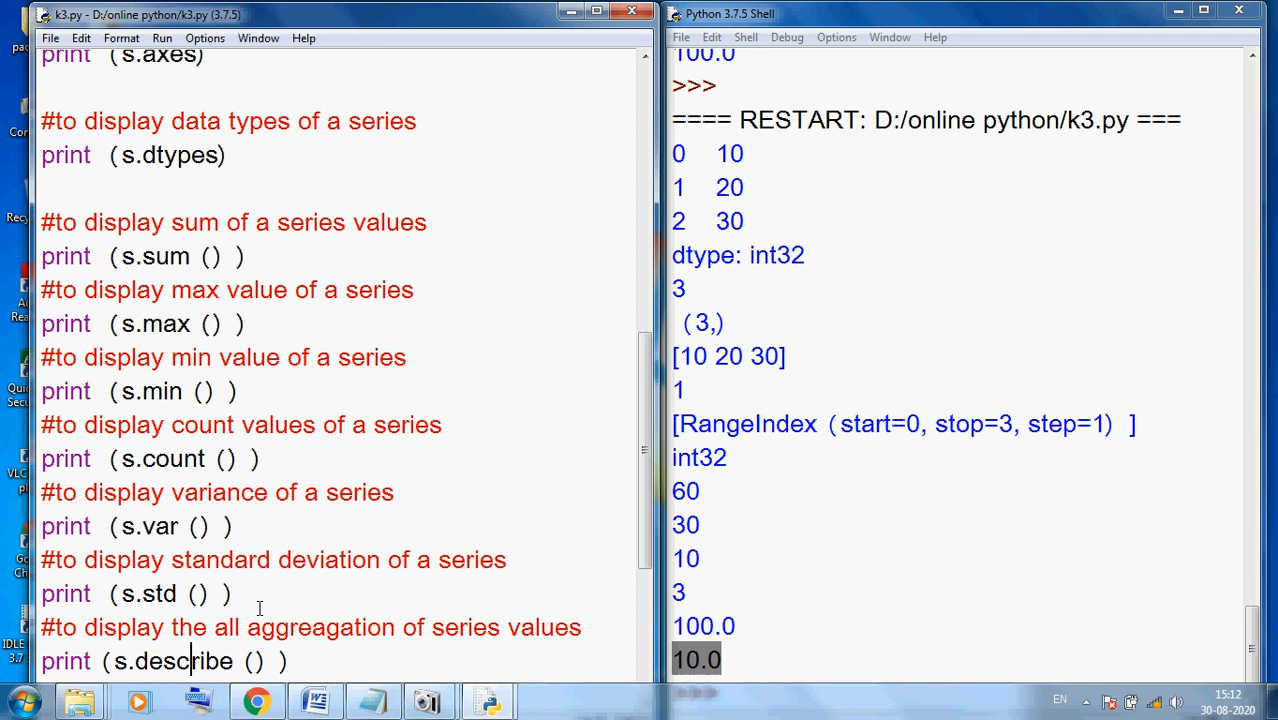 k3.py - D:/online python/k3.py (3.7.5)
File Edit Format Run Options Window Help
print (s.axes)
#to display data types of a series
print (s.dtypes)
#to display sum of a series values
print (s.sum () )
#to display max value of a series
print (s.max () )
#to display min value of a series
print (s.min () )
#to display count values of a series
print (s.count () )
#to display variance of a series
print (s.var () )
#to display standard deviation of a series
print (s.std () )
#to display the all aggreagation of series values
print (s.describe () )
Python 3.7.5 Shell
File Edit Shell Debug Options Window Help
100.0
>>>
==== RESTART: D:/online python/k3.py ===
0 10
1 20
2 30
dtype: int32
3
(3,)
[10 20 30]
1
[RangeIndex (start=0, stop=3, step=1) ]
int32
60
30
10
3
100.0
10.0
>>>
EN
15:12
30-08-2020